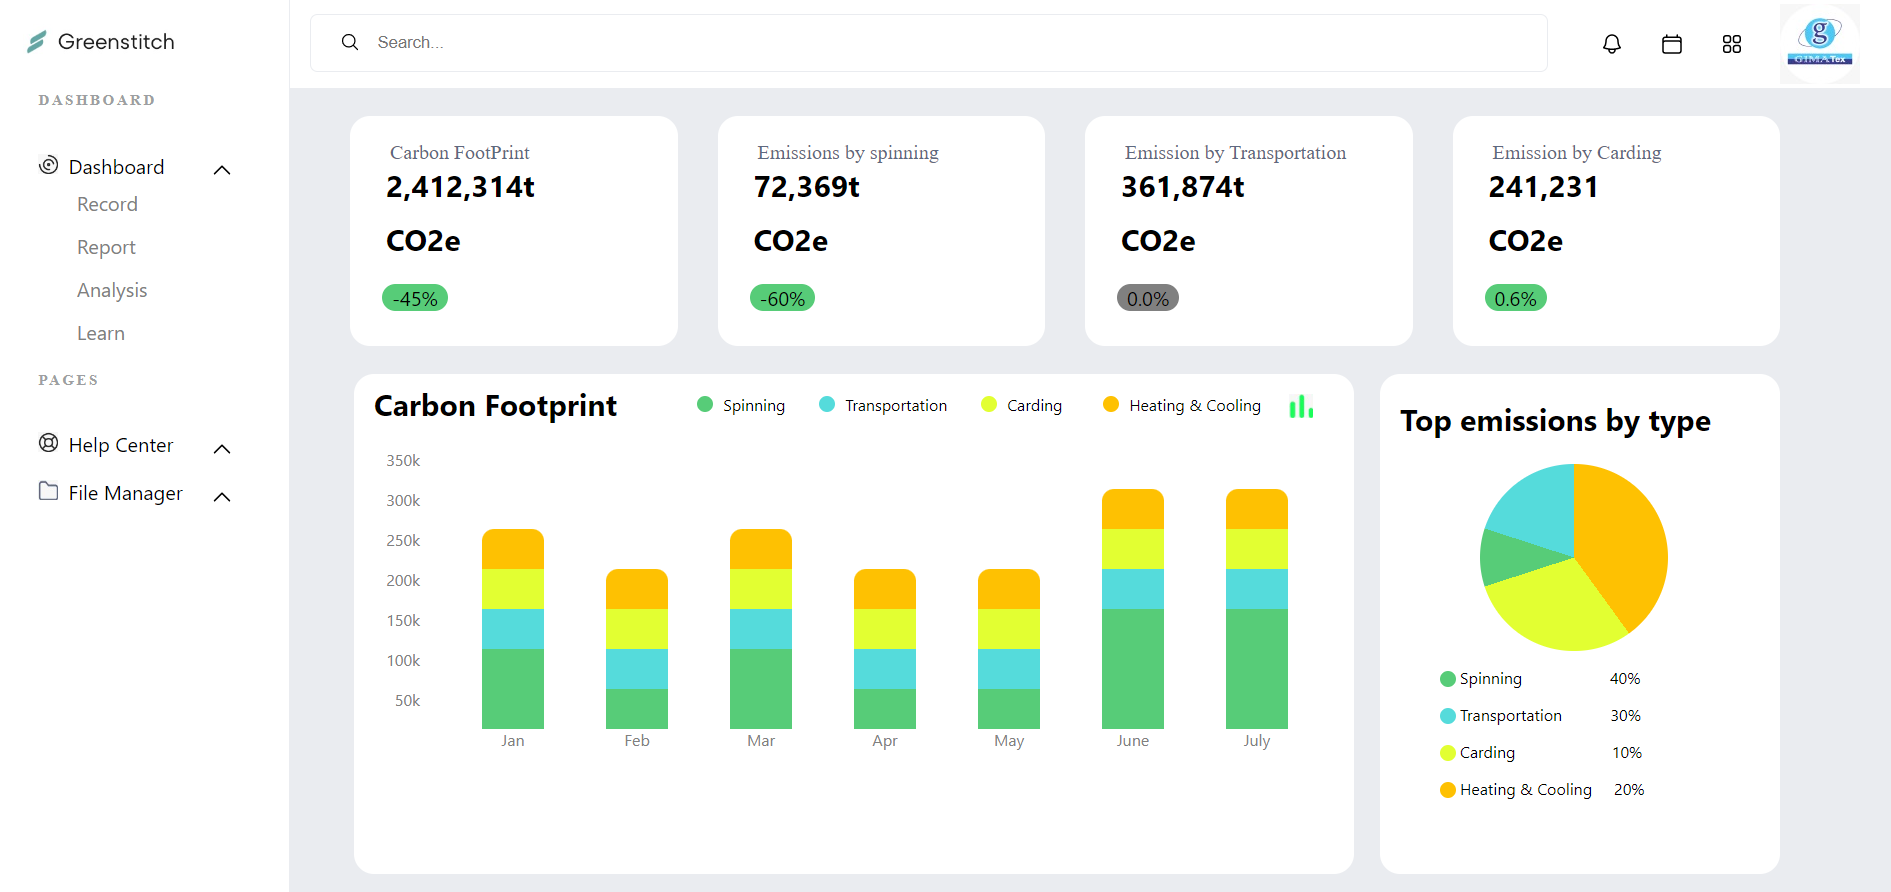 Greenstitch
Search...
g
GIMATex
DASHBOARD
Dashboard
Record
Report
Analysis
Learn
PAGES
Help Center
File Manager
Carbon FootPrint
2,412,314t
CO2e
-45%
Emissions by spinning
72,369t
CO2e
-60%
Emission by Transportation
361,874t
CO2e
0.0%
Emission by Carding
241,231
CO2e
0.6%
Carbon Footprint
Spinning
Transportation
Carding
Heating & Cooling
350k
300k
250k
200k
150k
100k
50k
Jan
Feb
Mar
Apr
May
June
July
Top emissions by type
Spinning 40%
Transportation 30%
Carding 10%
Heating & Cooling 20%